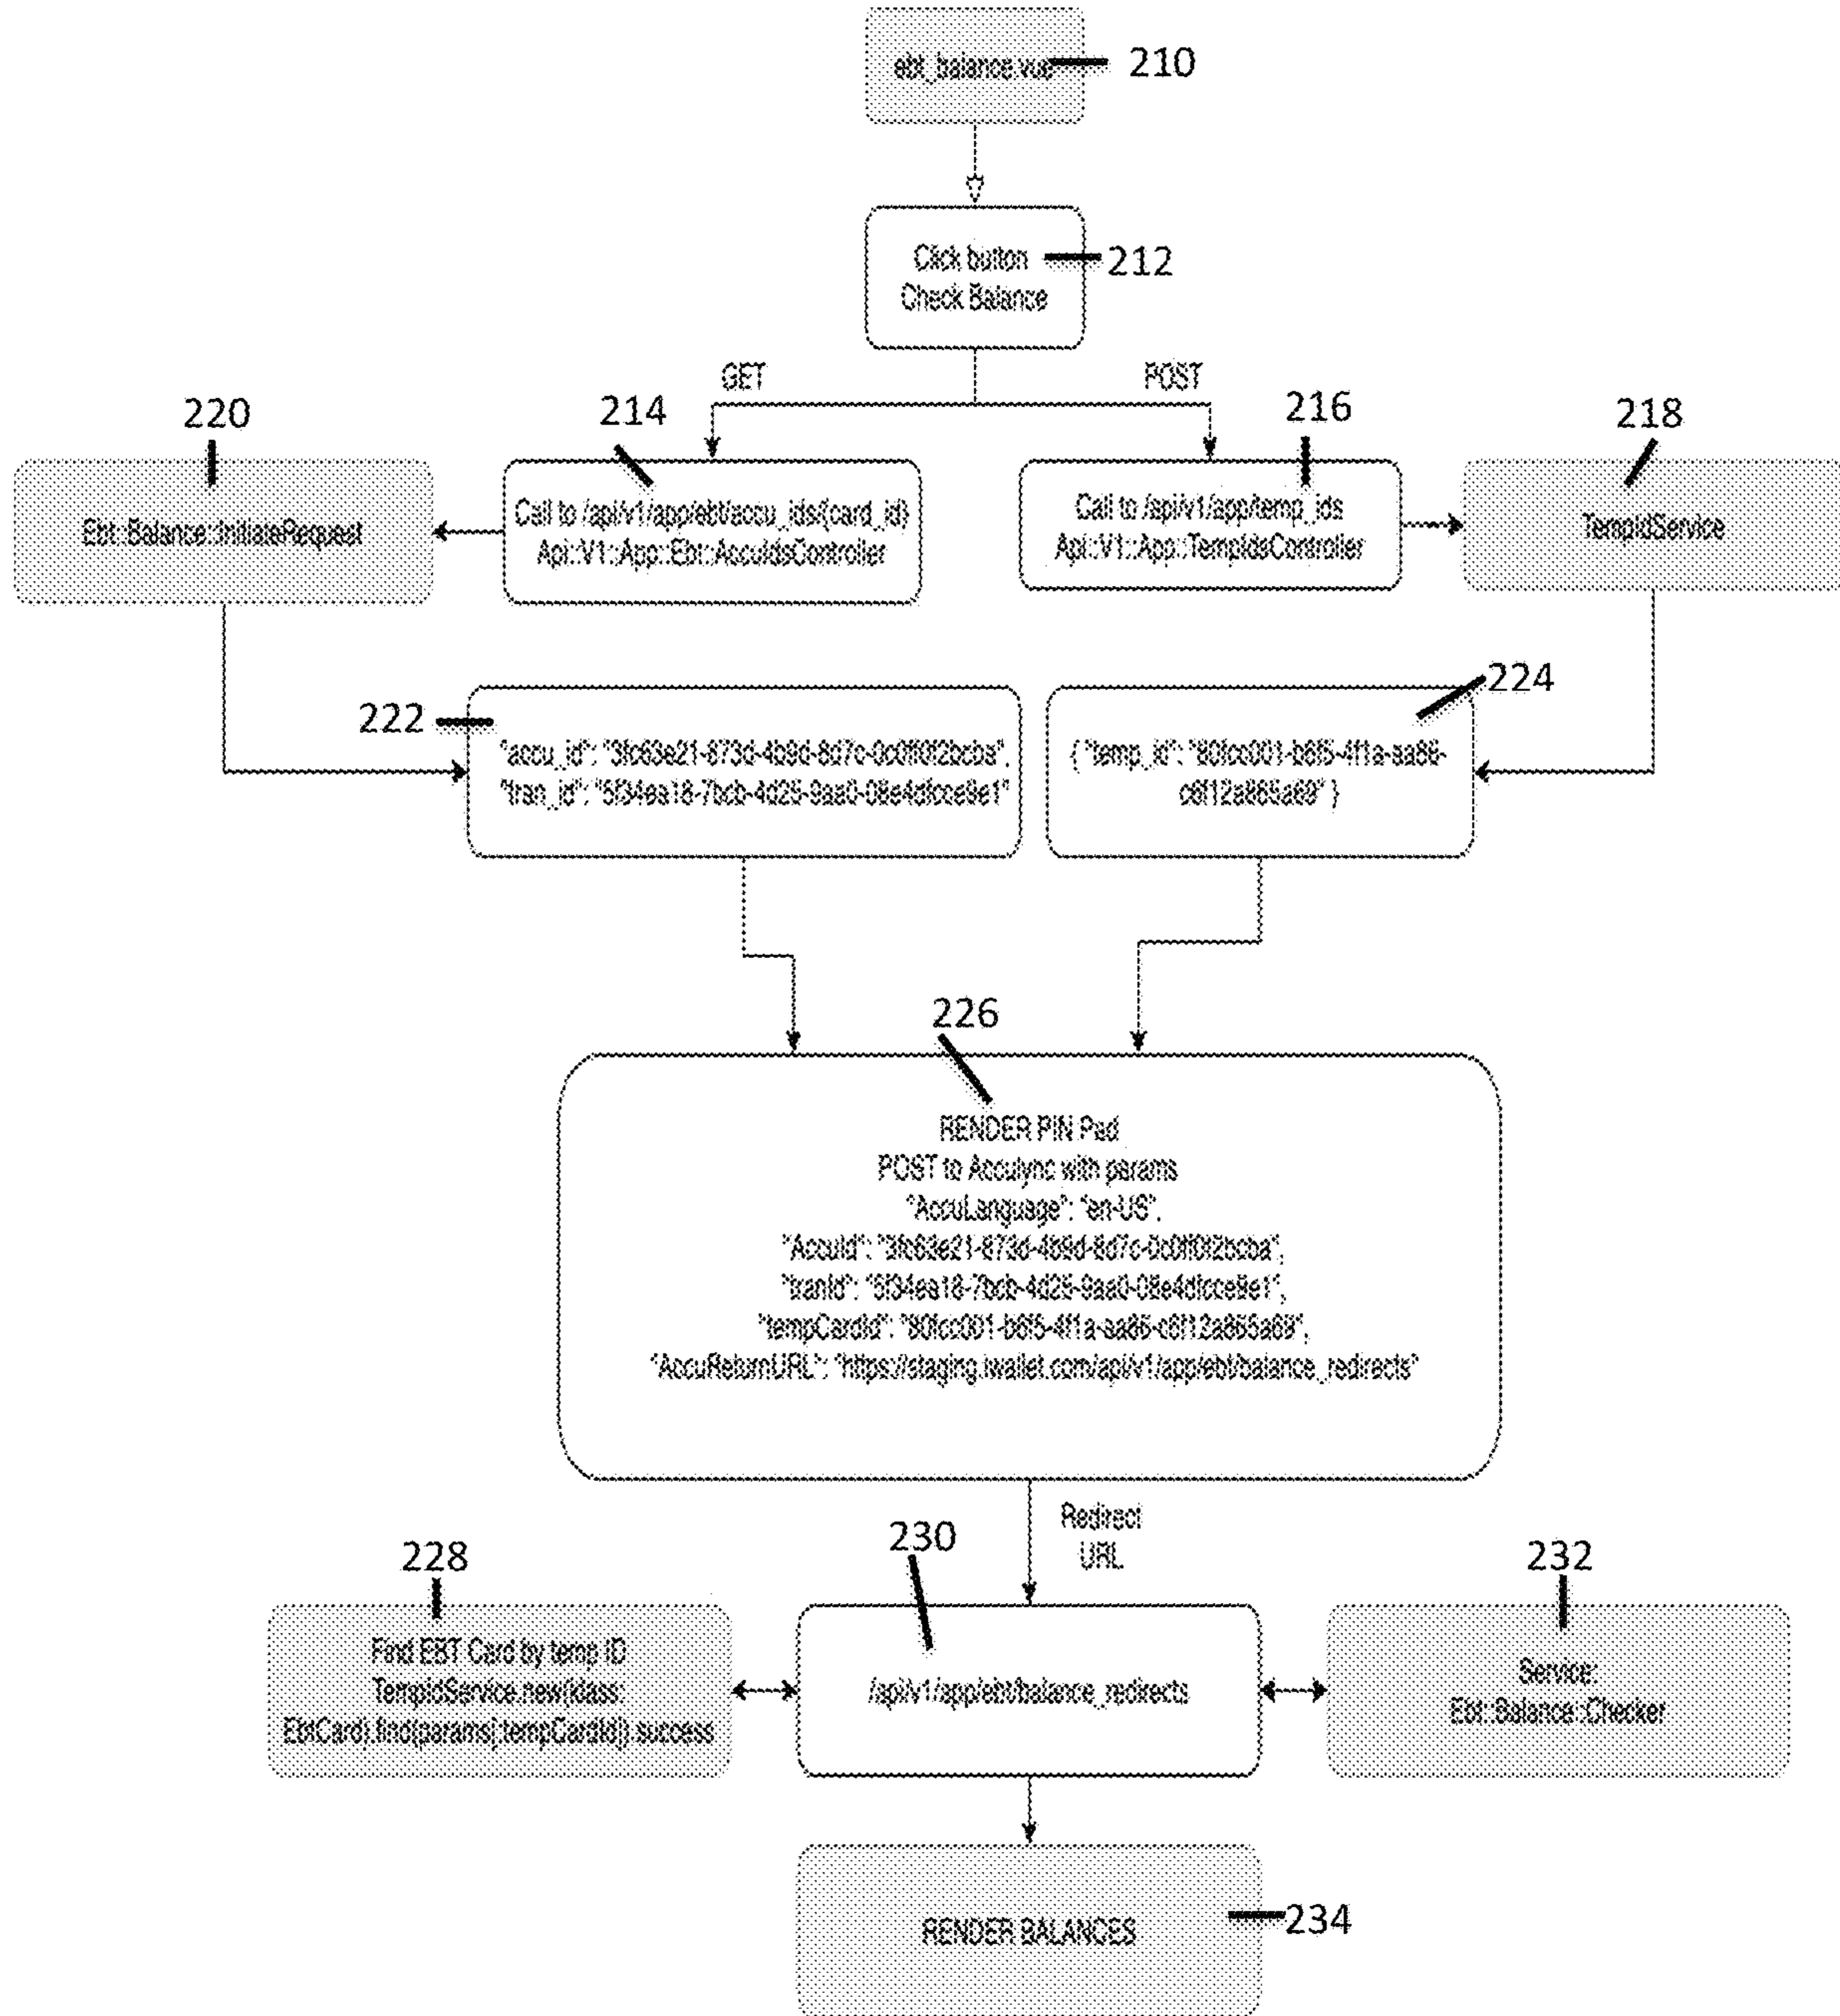 ebt_balance.vue
210
Click button
Check Balance
212
GET
POST
220
214
216
218
Ebt::Balance::InitiateRequest
Call to /api/v1/app/ebt/accu_ids/{card_id}
Api::V1::App::Ebt::AccuIdsController
Call to /api/v1/app/temp_ids
Api::V1::App::TempIdsController
TempIdService
222
"accu_id": "3fc63e21-873d-4b9d-8d7c-0c0ff0f2bcba",
"tran_id": "5f34ea18-7bcb-4d25-9aa0-08e4dfcce9e1"
224
{ "temp_id": "80fcc001-b6f5-4f1a-aa86-
c6f12a865a69" }
226
RENDER PIN Pad
POST to Acculync with params
"AccuLanguage": "en-US",
"AccuId": "3fc63e21-873d-4b9d-8d7c-0c0ff0f2bcba",
"tranId": "5f34ea18-7bcb-4d25-9aa0-08e4dfcce9e1",
"tempCardId": "80fcc001-b6f5-4f1a-aa86-c6f12a865a69",
"AccuReturnURL": "https://staging.iwallet.com/api/v1/app/ebt/balance_redirects"
Redirect
URL
228
230
232
Find EBT Card by temp ID
TempIdService.new(klass:
EbtCard).find(params[:tempCardId]).success
/api/v1/app/ebt/balance_redirects
Service:
Ebt::Balance::Checker
RENDER BALANCES
234